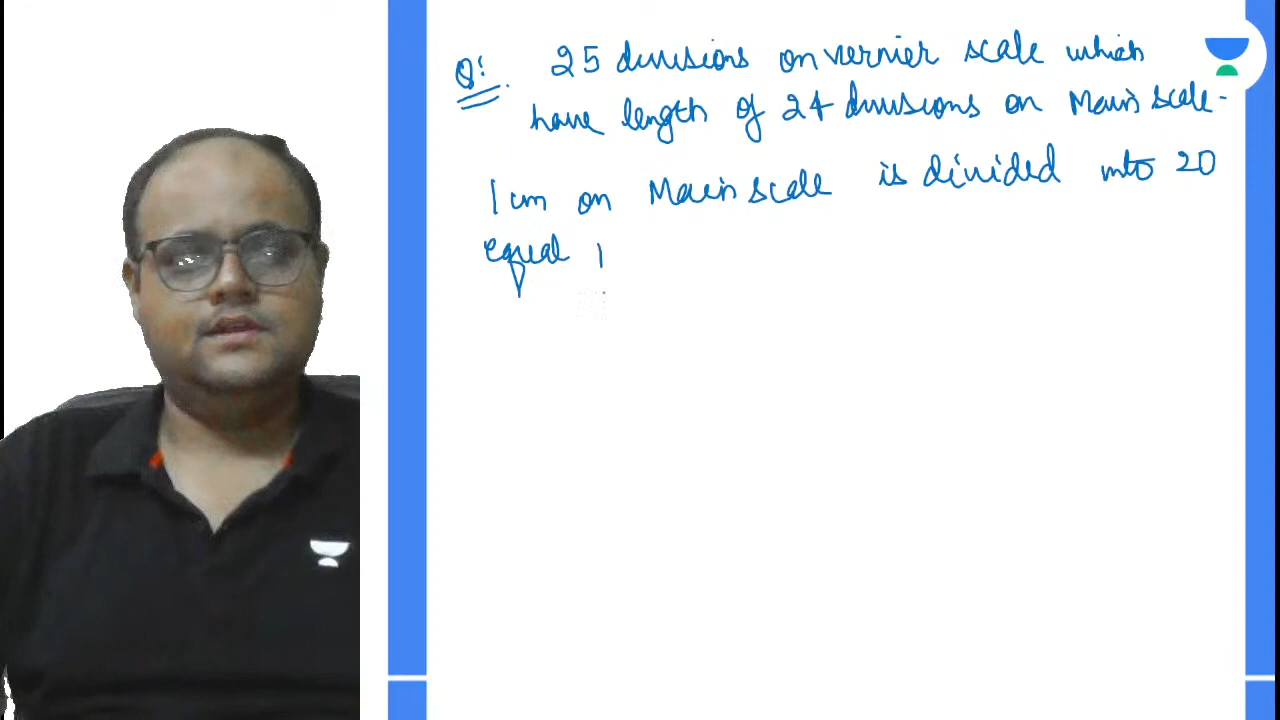 Q:. 25 divisions on vernier scale which
have length of 24 divisions on Main scale.
1 cm on Main scale is divided into 20
equal